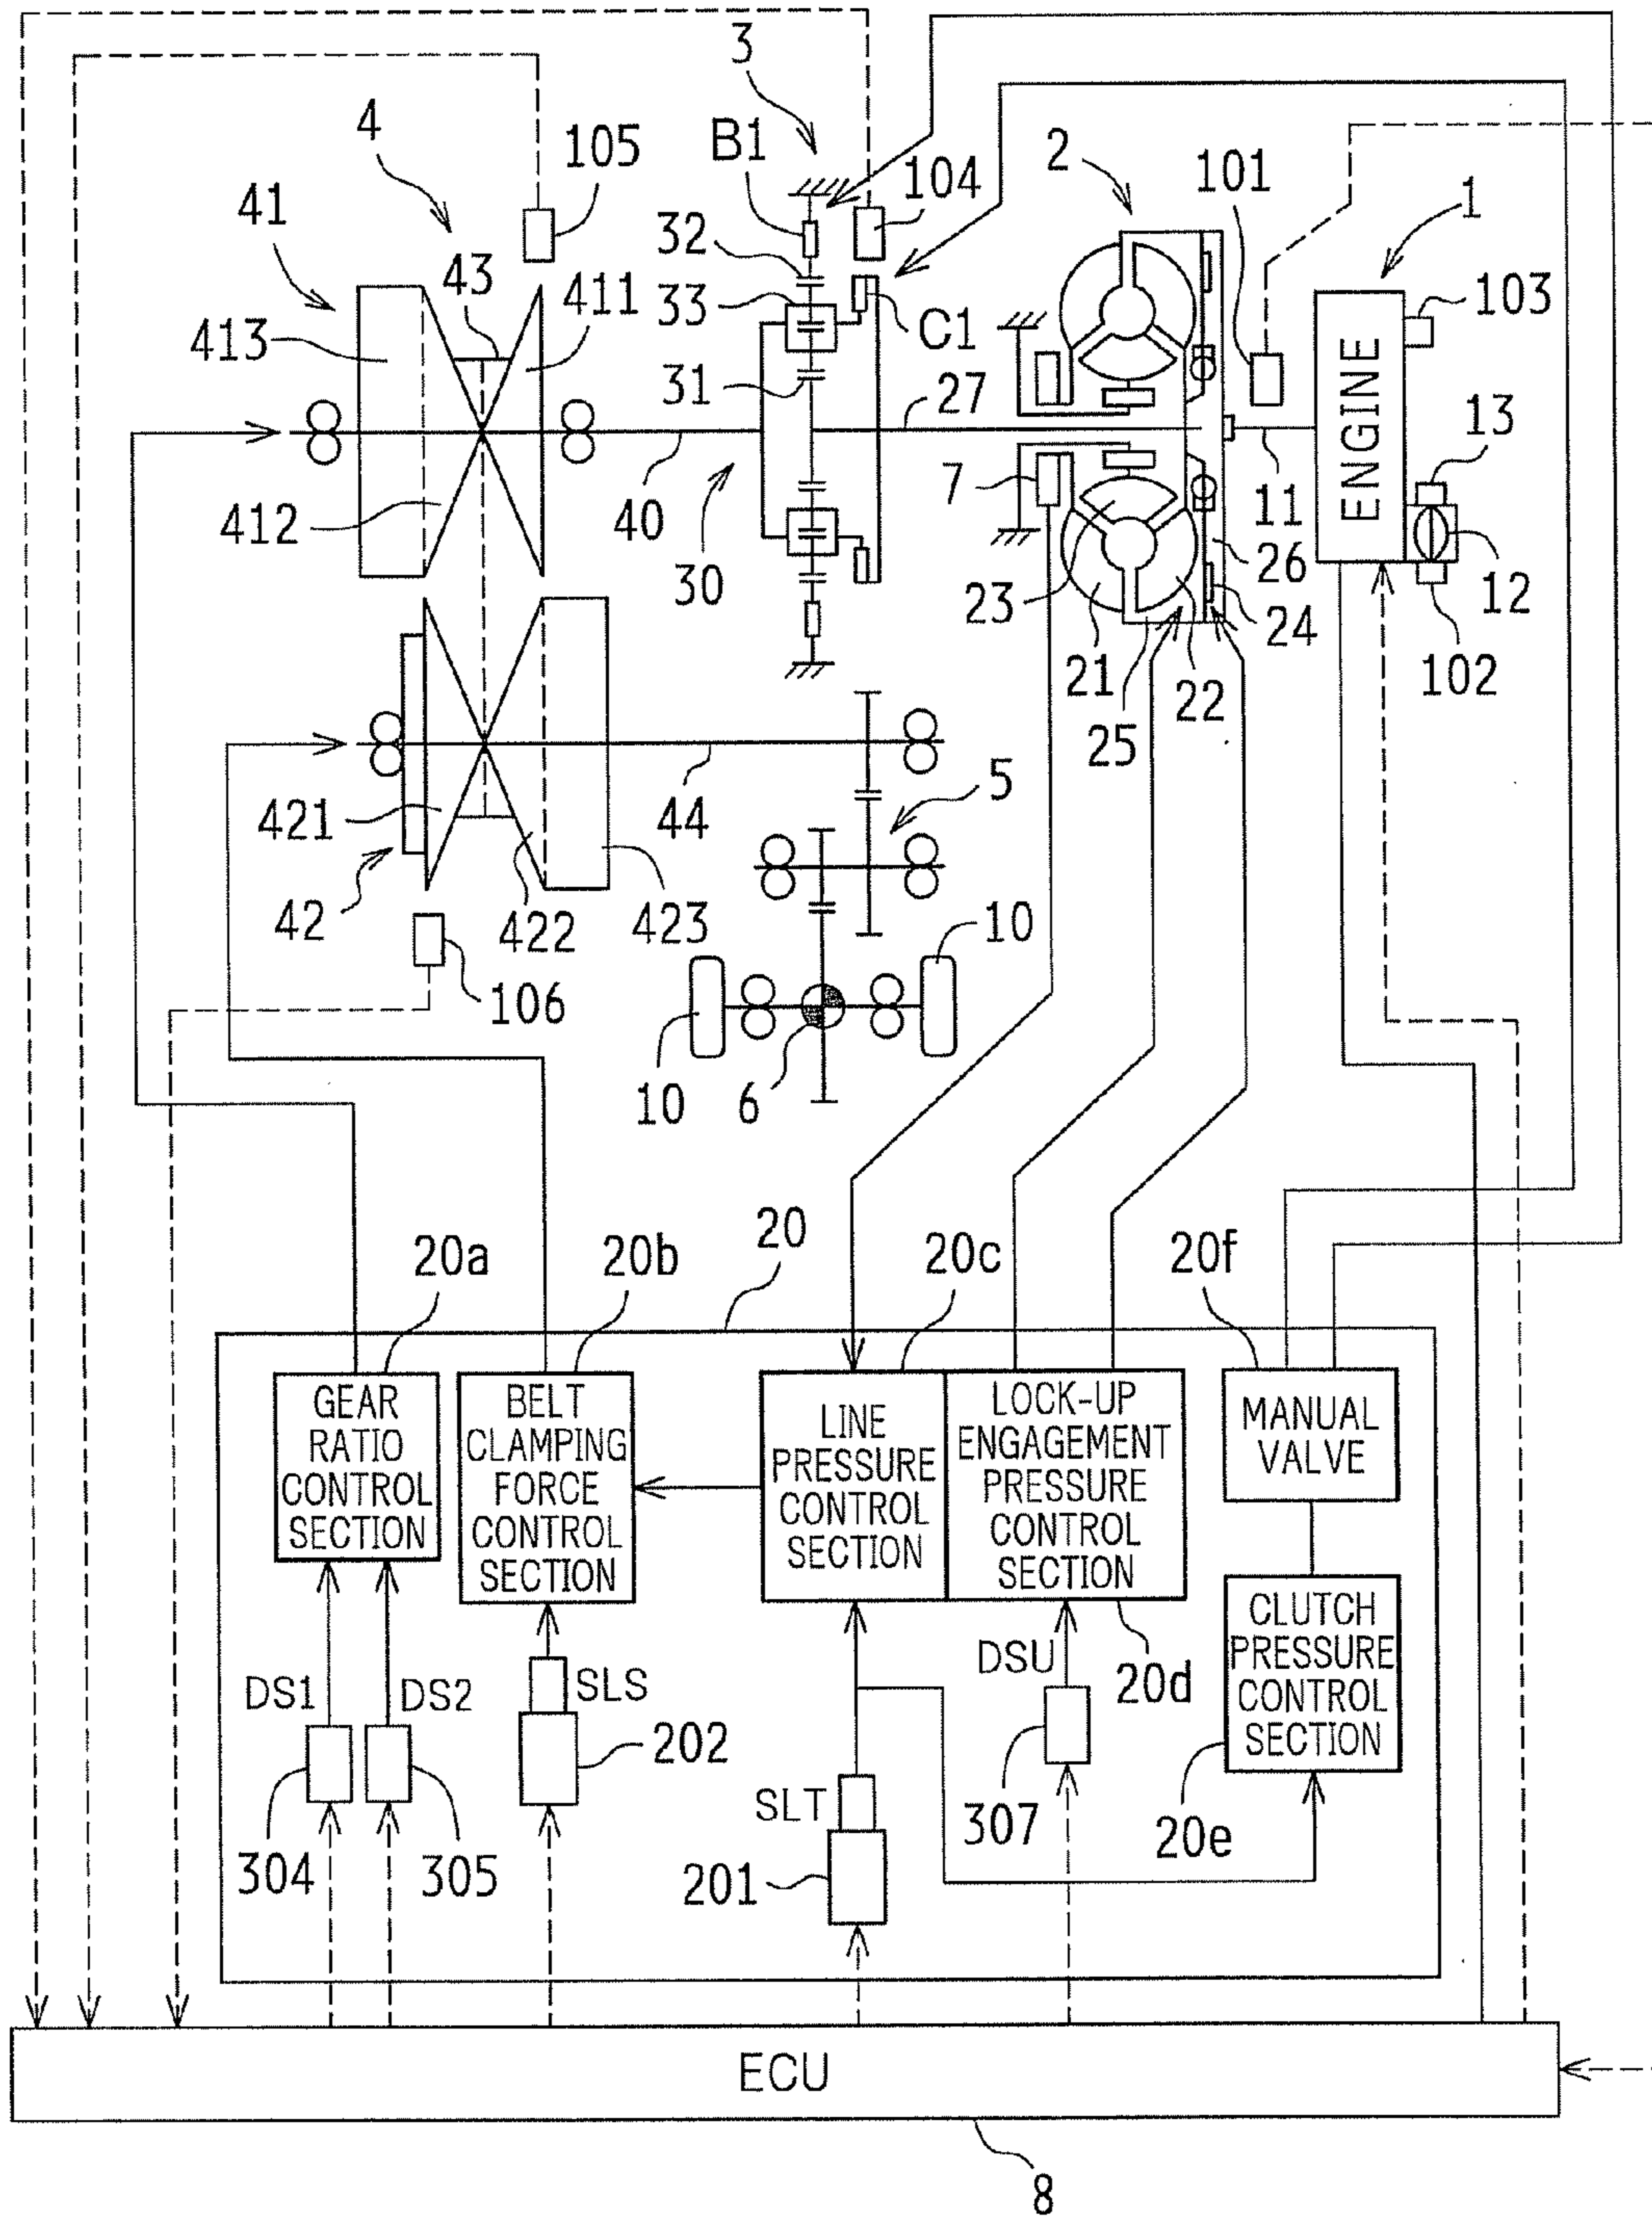 3
4
105
B1
104
2
101
1
41
32
43
411
33
103
413
C1
ENGINE
31
27
13
7
412
40
11
26
30
23
12
24
21
22
102
25
5
421
44
42
422
423
10
106
10
6
20
20a
20b
20c
20f
GEAR
RATIO
CONTROL
SECTION
BELT
CLAMPING
FORCE
CONTROL
SECTION
LINE
PRESSURE
CONTROL
SECTION
LOCK-UP
ENGAGEMENT
PRESSURE
CONTROL
SECTION
MANUAL
VALVE
CLUTCH
PRESSURE
CONTROL
SECTION
DS1
DS2
SLS
DSU
20d
202
SLT
307
20e
304
305
201
ECU
8